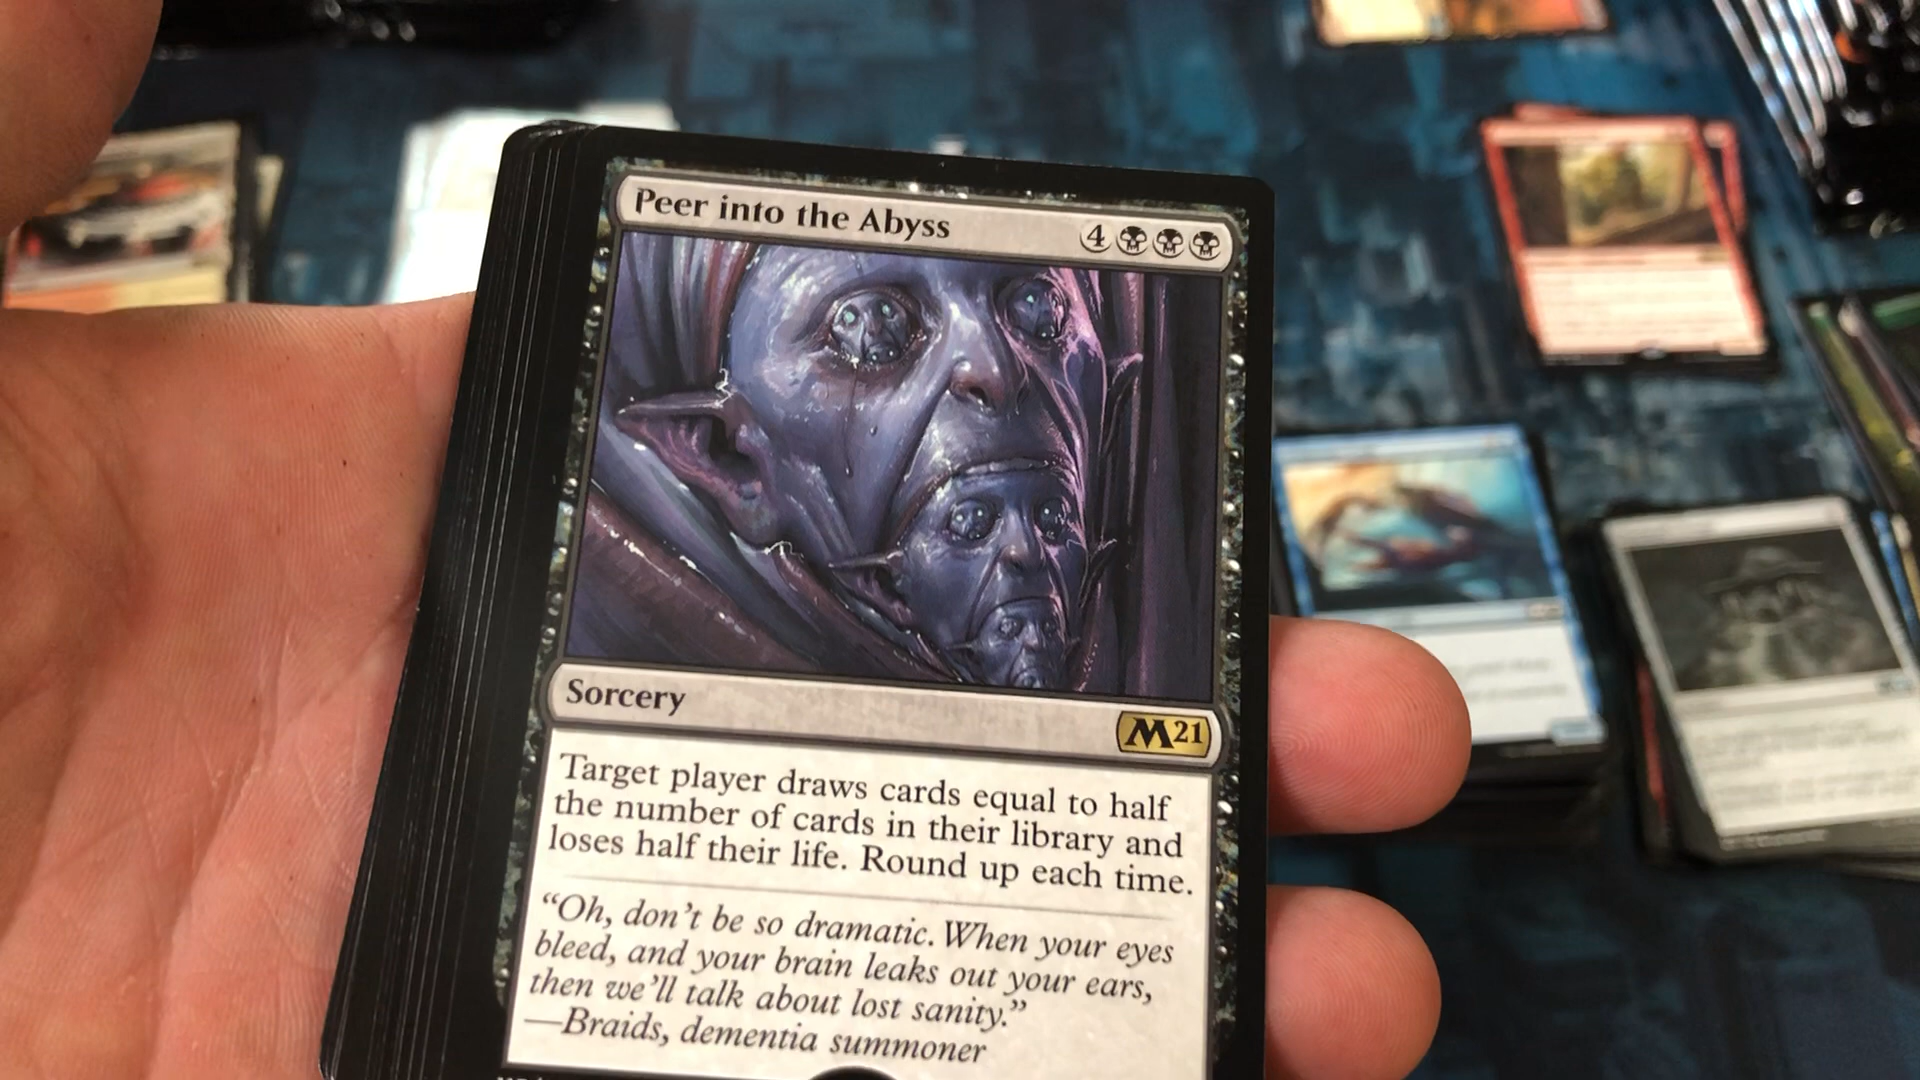 Peer into the Abyss 4
Sorcery
M21
Target player draws cards equal to half
the number of cards in their library and
loses half their life. Round up each time.
“Oh, don’t be so dramatic. When your eyes
bleed, and your brain leaks out your ears,
then we’ll talk about lost sanity.”
—Braids, dementia summoner